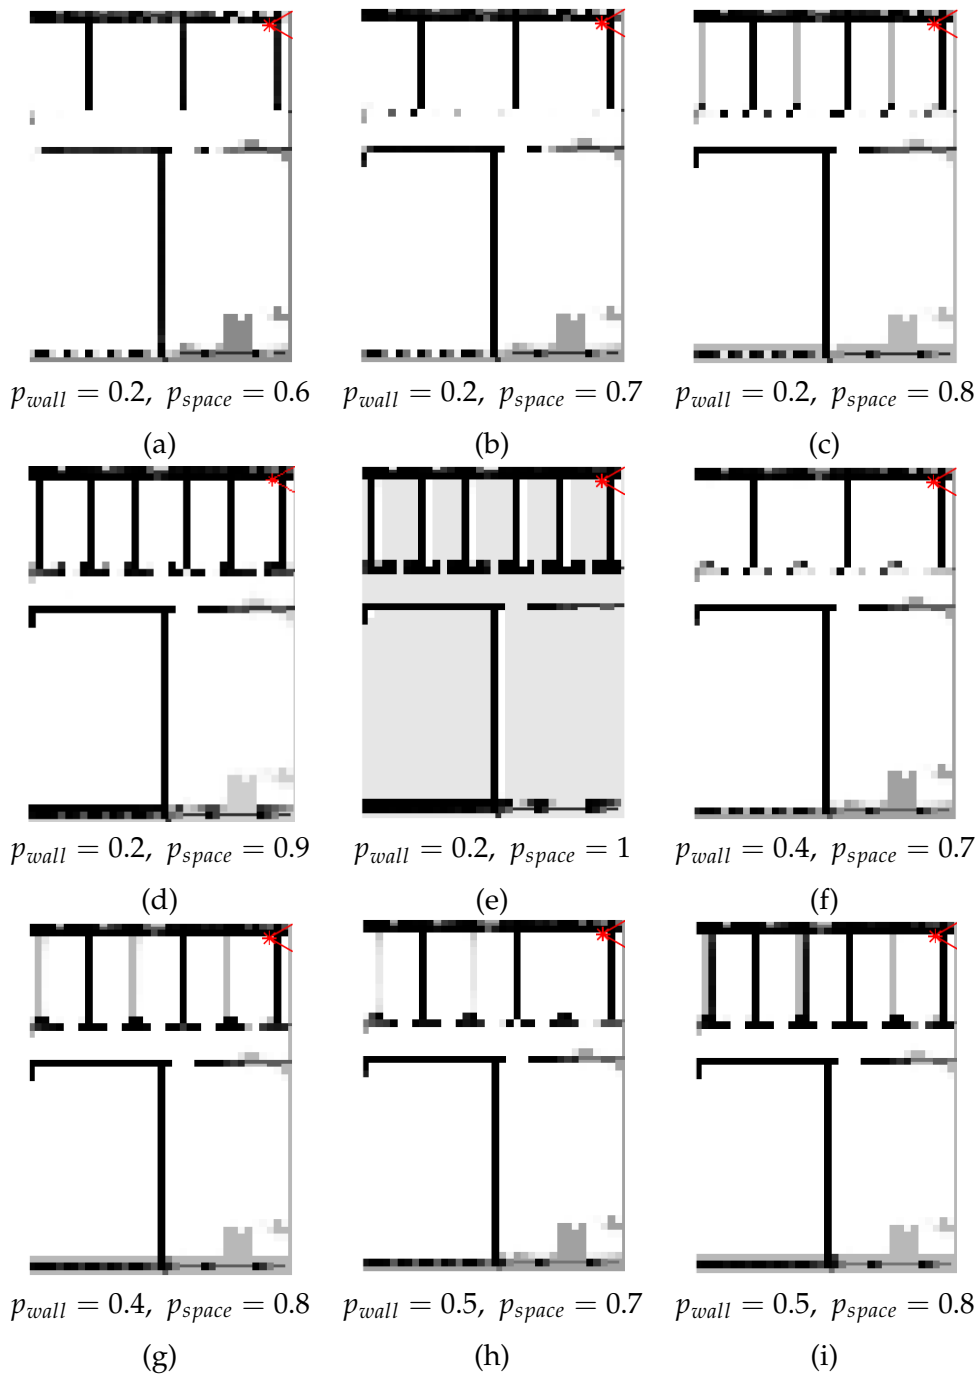 p_wall = 0.2, p_space = 0.6
p_wall = 0.2, p_space = 0.7
p_wall = 0.2, p_space = 0.8
(a)
(b)
(c)
p_wall = 0.2, p_space = 0.9
p_wall = 0.2, p_space = 1
p_wall = 0.4, p_space = 0.7
(d)
(e)
(f)
p_wall = 0.4, p_space = 0.8
p_wall = 0.5, p_space = 0.7
p_wall = 0.5, p_space = 0.8
(g)
(h)
(i)